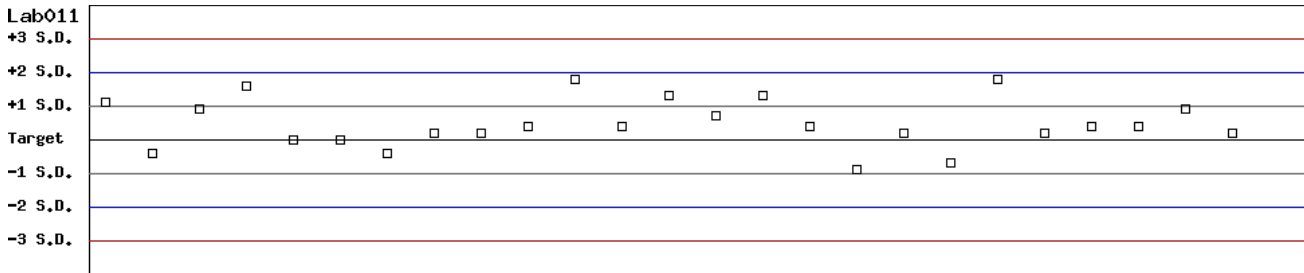 Lab011
+3 S.D.
+2 S.D.
+1 S.D.
Target
-1 S.D.
-2 S.D.
-3 S.D.